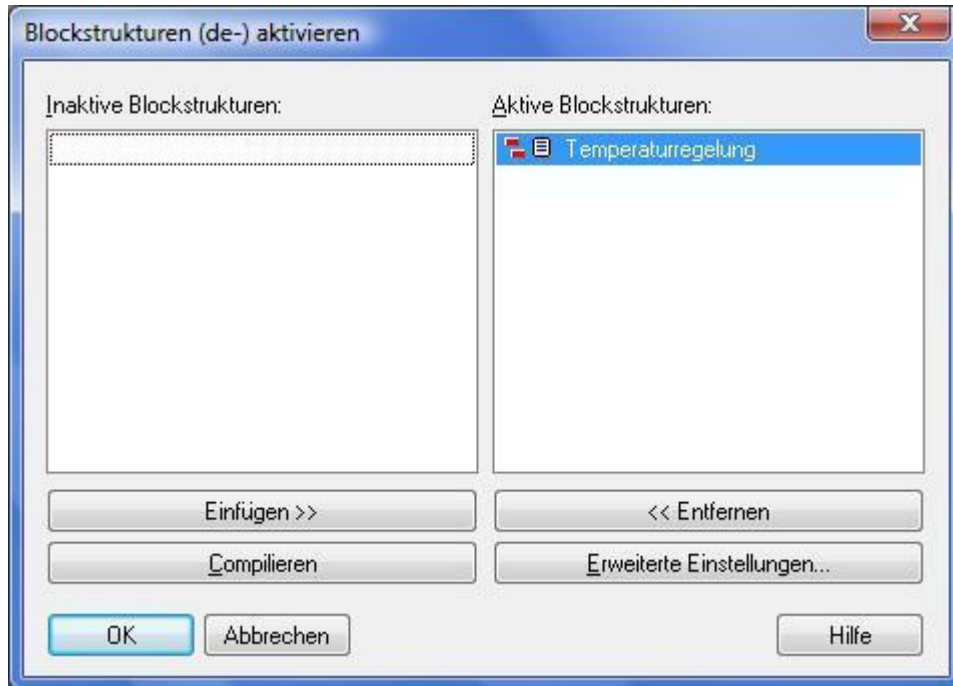 Blockstrukturen (de-) aktivieren
Inaktive Blockstrukturen:
Aktive Blockstrukturen:
Temperaturregelung
Einfügen >>
<< Entfernen
Compilieren
Erweiterte Einstellungen...
OK
Abbrechen
Hilfe